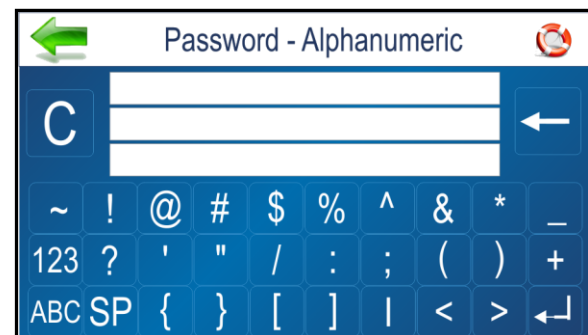 Password - Alphanumeric
C
~ ! @ # $ % ^ & * _
123 ? ' " / : ; ( ) +
ABC SP { } [ ] | < >